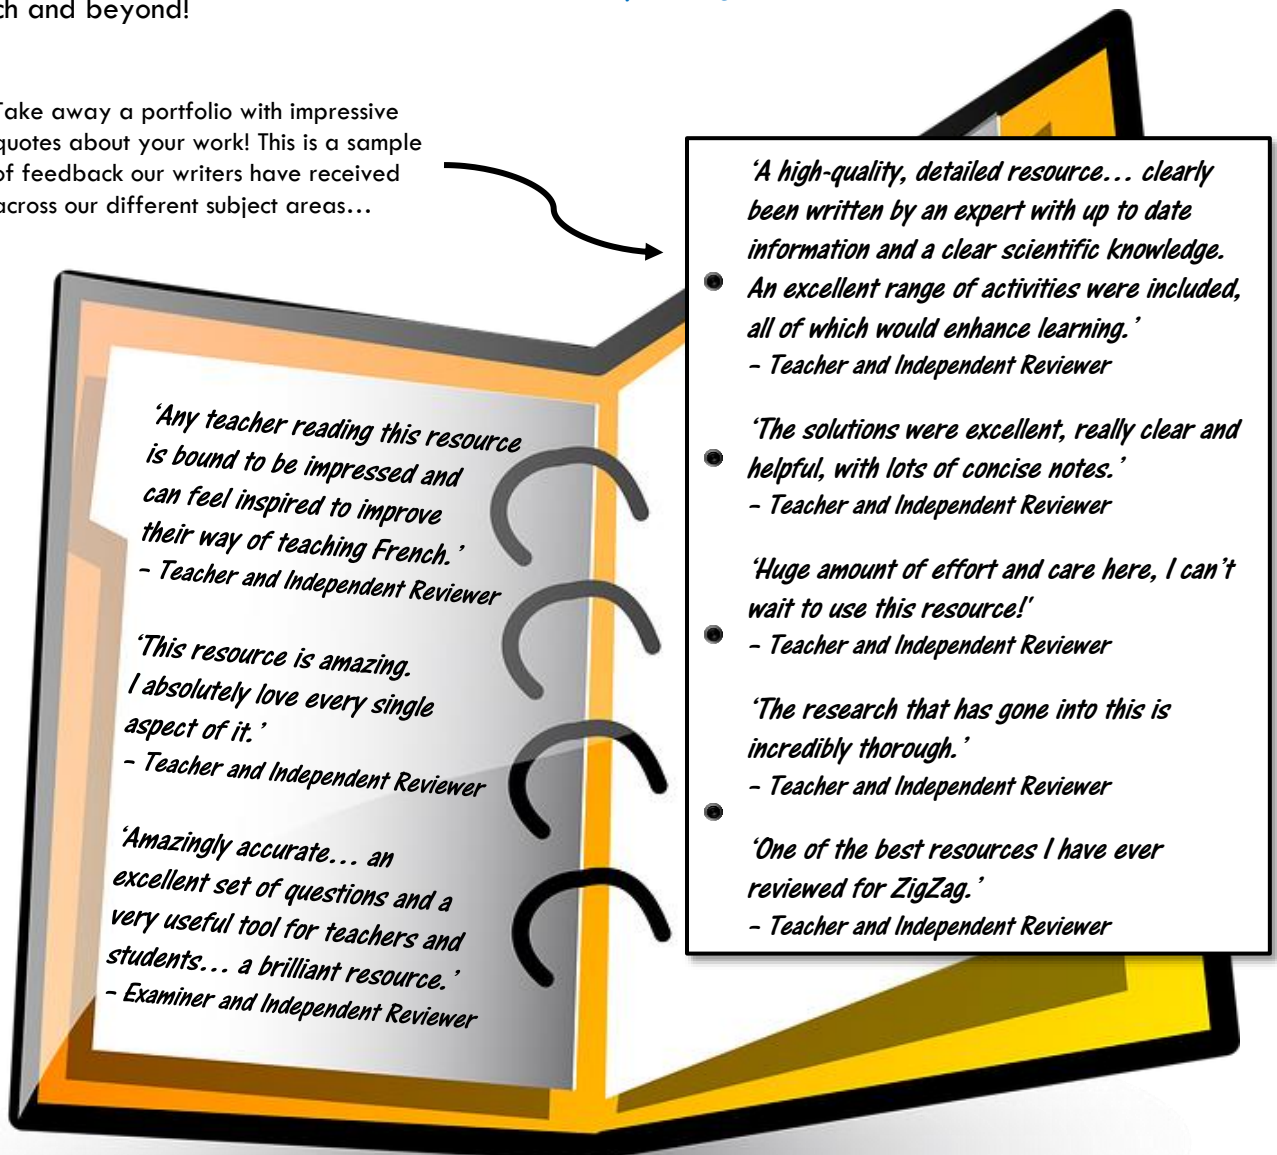 ch and beyond!
Take away a portfolio with impressive
quotes about your work! This is a sample
of feedback our writers have received
across our different subject areas…
‘Any teacher reading this resource
is bound to be impressed and
can feel inspired to improve
their way of teaching French.’
– Teacher and Independent Reviewer
‘This resource is amazing.
I absolutely love every single
aspect of it.’
– Teacher and Independent Reviewer
‘Amazingly accurate… an
excellent set of questions and a
very useful tool for teachers and
students… a brilliant resource.’
– Examiner and Independent Reviewer
‘A high-quality, detailed resource… clearly
been written by an expert with up to date
information and a clear scientific knowledge.
An excellent range of activities were included,
all of which would enhance learning.’
– Teacher and Independent Reviewer
‘The solutions were excellent, really clear and
helpful, with lots of concise notes.’
– Teacher and Independent Reviewer
‘Huge amount of effort and care here, I can’t
wait to use this resource!’
– Teacher and Independent Reviewer
‘The research that has gone into this is
incredibly thorough.’
– Teacher and Independent Reviewer
‘One of the best resources I have ever
reviewed for ZigZag.’
– Teacher and Independent Reviewer